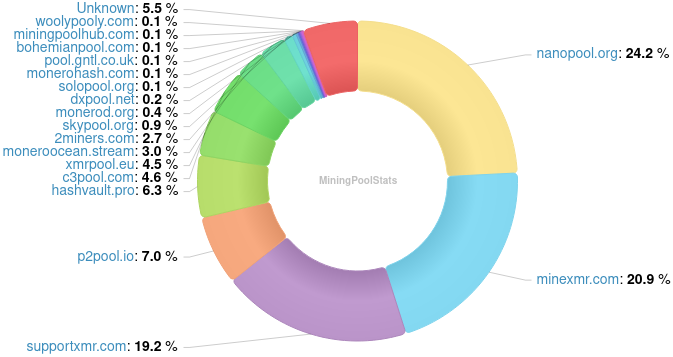 Unknown: 5.5 %
woolypooly.com: 0.1 %
miningpoolhub.com: 0.1 %
bohemianpool.com: 0.1 %
pool.gntl.co.uk: 0.1 %
monerohash.com: 0.1 %
solopool.org: 0.1 %
dxpool.net: 0.2 %
monerod.org: 0.4 %
skypool.org: 0.9 %
2miners.com: 2.7 %
moneroocean.stream: 3.0 %
xmrpool.eu: 4.5 %
c3pool.com: 4.6 %
hashvault.pro: 6.3 %
p2pool.io: 7.0 %
supportxmr.com: 19.2 %
MiningPoolStats
nanopool.org: 24.2 %
minexmr.com: 20.9 %